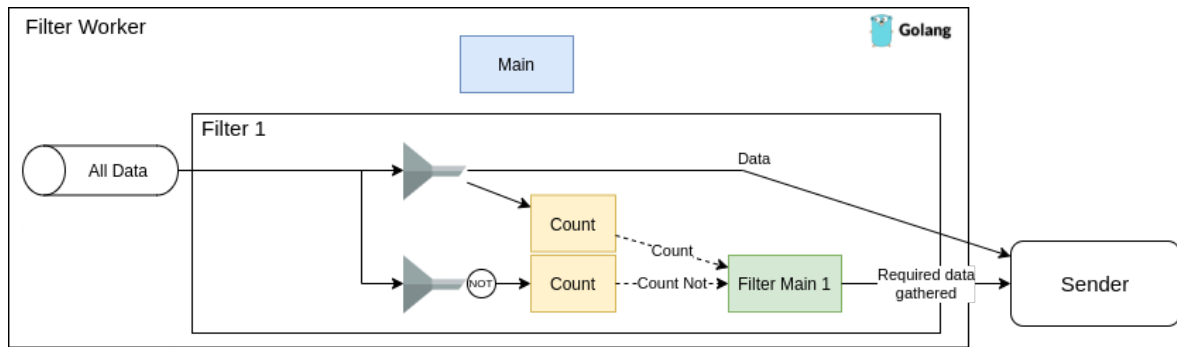 Filter Worker
Golang
Main
Filter 1
All Data
Data
Count
Count
NOT
Count
Count Not
Filter Main 1
Required data
gathered
Sender